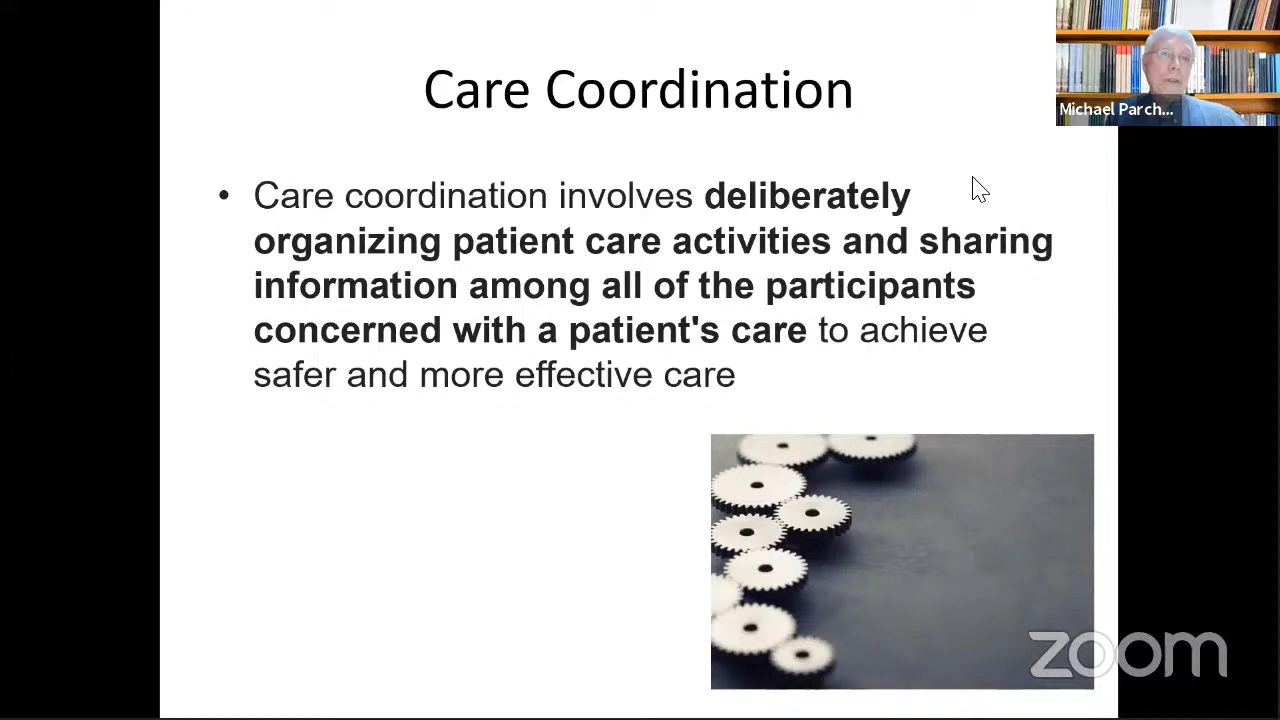 Care Coordination
Michael Parch...
• Care coordination involves deliberately
organizing patient care activities and sharing
information among all of the participants
concerned with a patient's care to achieve
safer and more effective care
zoom